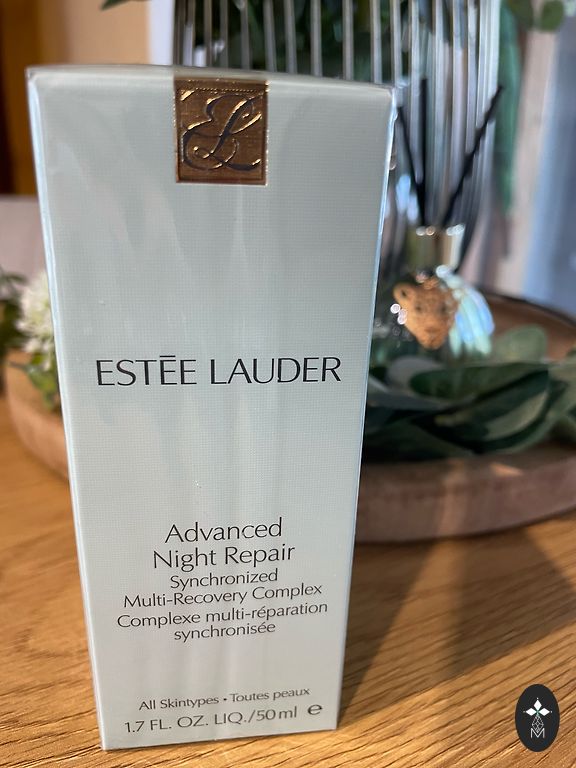 EL
ESTĒE LAUDER
Advanced
Night Repair
Synchronized
Multi-Recovery Complex
Complexe multi-réparation
synchronisée
All Skintypes • Toutes peaux
1.7 FL. OZ. LIQ./50 ml ℮
M